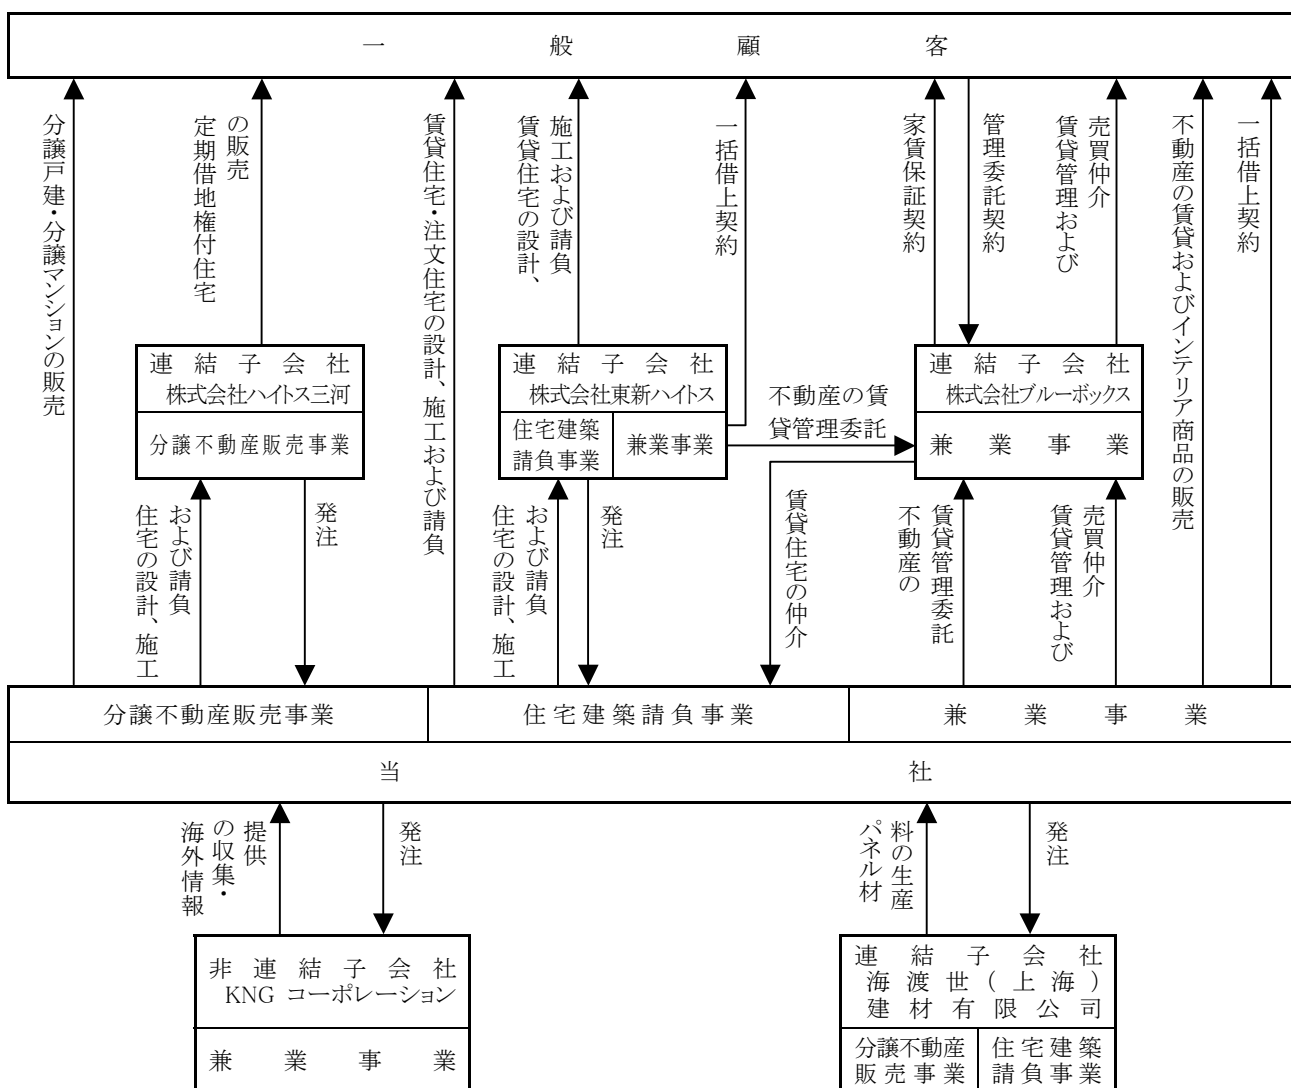 一般顧客
分譲戸建・分譲マンションの販売
定期借地権付住宅
の販売
賃貸住宅・注文住宅の設計、施工および請負
賃貸住宅の設計、
施工および請負
一括借上契約
家賃保証契約
管理委託契約
賃貸管理および
売買仲介
不動産の賃貸およびインテリア商品の販売
一括借上契約
連結子会社
株式会社ハイトス三河
分譲不動産販売事業
連結子会社
株式会社東新ハイトス
住宅建築
請負事業
兼業事業
不動産の賃
貸管理委託
連結子会社
株式会社ブルーボックス
兼業事業
住宅の設計、施工
および請負
発注
住宅の設計、施工
および請負
発注
賃貸住宅の仲介
不動産の
賃貸管理委託
賃貸管理および
売買仲介
分譲不動産販売事業
住宅建築請負事業
兼業事業
当社
海外情報
の収集・
提供
発注
パネル材
料の生産
発注
非連結子会社
KNG コーポレーション
兼業事業
連結子会社
海渡世(上海)
建材有限公司
分譲不動産
販売事業
住宅建築
請負事業